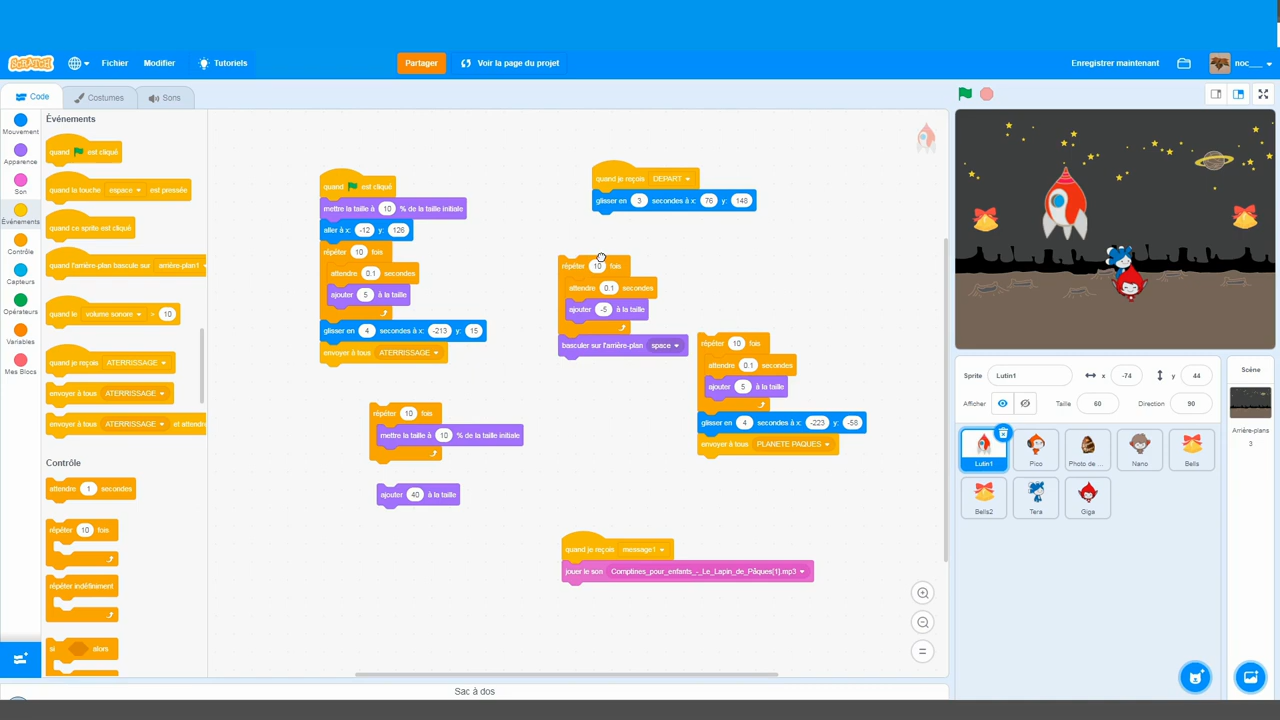 SCRATCH Fichier Modifier Tutoriels Partager Voir la page du projet Enregistrer maintenant noc___
Code Costumes Sons
Mouvement
Apparence
Son
Événements
Contrôle
Capteurs
Opérateurs
Variables
Mes Blocs
Événements
quand est cliqué
quand la touche espace est pressée
quand ce sprite est cliqué
quand l'arrière-plan bascule sur arrière-plan1
quand le volume sonore > 10
quand je reçois ATERRISSAGE
envoyer à tous ATERRISSAGE
envoyer à tous ATERRISSAGE et attendre
Contrôle
attendre 1 secondes
répéter 10 fois
répéter indéfiniment
si alors
quand est cliqué
mettre la taille à 10 % de la taille initiale
aller à x: -12 y: 126
répéter 10 fois
attendre 0.1 secondes
ajouter 5 à la taille
glisser en 4 secondes à x: -213 y: 15
envoyer à tous ATERRISSAGE
répéter 10 fois
mettre la taille à 10 % de la taille initiale
ajouter 40 à la taille
quand je reçois DEPART
glisser en 3 secondes à x: 76 y: 148
répéter 10 fois
attendre 0.1 secondes
ajouter -5 à la taille
basculer sur l'arrière-plan space
répéter 10 fois
attendre 0.1 secondes
ajouter 5 à la taille
glisser en 4 secondes à x: -223 y: -58
envoyer à tous PLANETE PAQUES
quand je reçois message1
jouer le son Comptines_pour_enfants_-_Le_Lapin_de_Pâques[1].mp3
Sprite Lutin1 x -74 y 44
Afficher Taille 60 Direction 90
Lutin1 Pico Photo de ... Nano Bells
Bells2 Tera Giga
Scène
Arrière-plans
3
Sac à dos